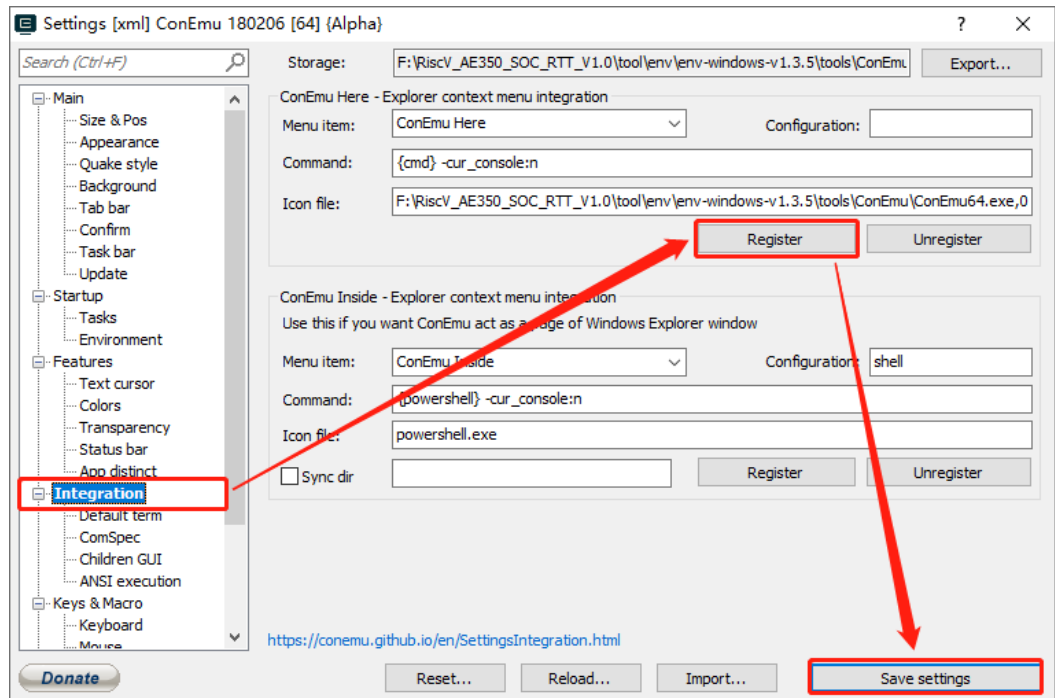 Settings [xml] ConEmu 180206 [64] {Alpha}
?
Search (Ctrl+F)
Storage:
F:\RiscV_AE350_SOC_RTT_V1.0\tool\env\env-windows-v1.3.5\tools\ConEmu
Export...
Main
Size & Pos
Appearance
Quake style
Background
Tab bar
Confirm
Task bar
Update
Startup
Tasks
Environment
Features
Text cursor
Colors
Transparency
Status bar
App distinct
Integration
Default term
ComSpec
Children GUI
ANSI execution
Keys & Macro
Keyboard
Mouse
ConEmu Here - Explorer context menu integration
Menu item:
ConEmu Here
Configuration:
Command:
{cmd} -cur_console:n
Icon file:
F:\RiscV_AE350_SOC_RTT_V1.0\tool\env\env-windows-v1.3.5\tools\ConEmu\ConEmu64.exe,0
Register
Unregister
ConEmu Inside - Explorer context menu integration
Use this if you want ConEmu act as a page of Windows Explorer window
Menu item:
ConEmu Inside
Configuration:
shell
Command:
{powershell} -cur_console:n
Icon file:
powershell.exe
Sync dir
Register
Unregister
https://conemu.github.io/en/SettingsIntegration.html
Donate
Reset...
Reload...
Import...
Save settings